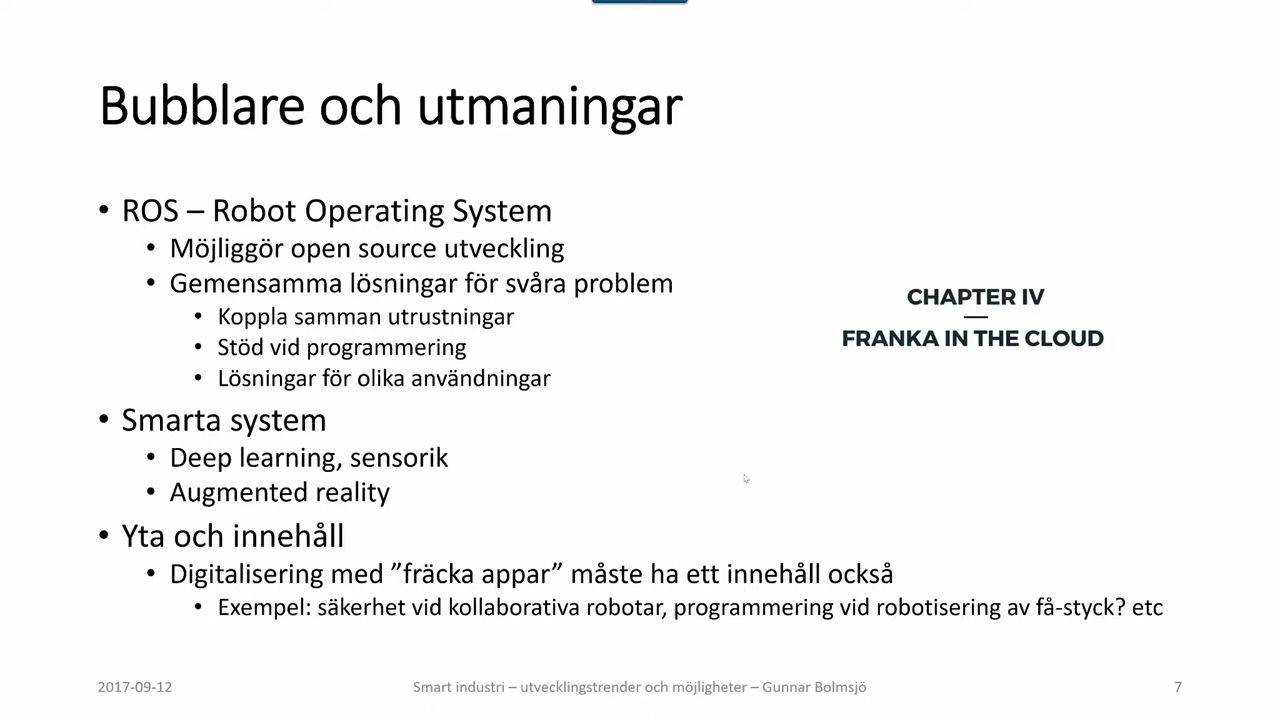 Bubblare och utmaningar
• ROS – Robot Operating System
• Möjliggör open source utveckling
• Gemensamma lösningar för svåra problem
• Koppla samman utrustningar
• Stöd vid programmering
• Lösningar för olika användningar
• Smarta system
• Deep learning, sensorik
• Augmented reality
• Yta och innehåll
• Digitalisering med ”fräcka appar” måste ha ett innehåll också
• Exempel: säkerhet vid kollaborativa robotar, programmering vid robotisering av få-styck? etc
CHAPTER IV
FRANKA IN THE CLOUD
2017-09-12
Smart industri – utvecklingstrender och möjligheter – Gunnar Bolmsjö
7